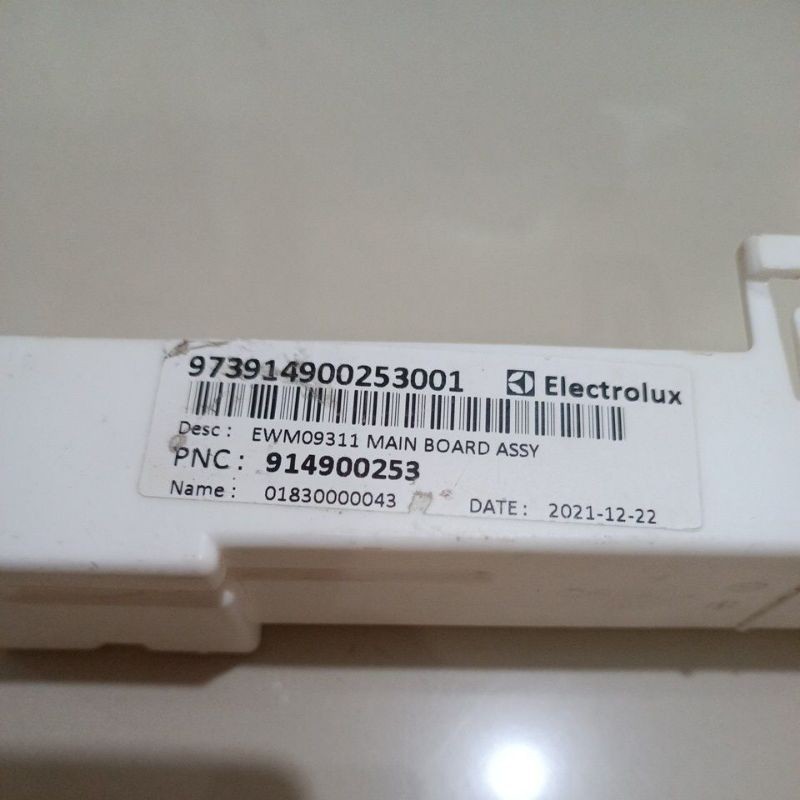 973914900253001 Electrolux
Desc : EWM09311 MAIN BOARD ASSY
PNC : 914900253
Name : 01830000043 DATE : 2021-12-22